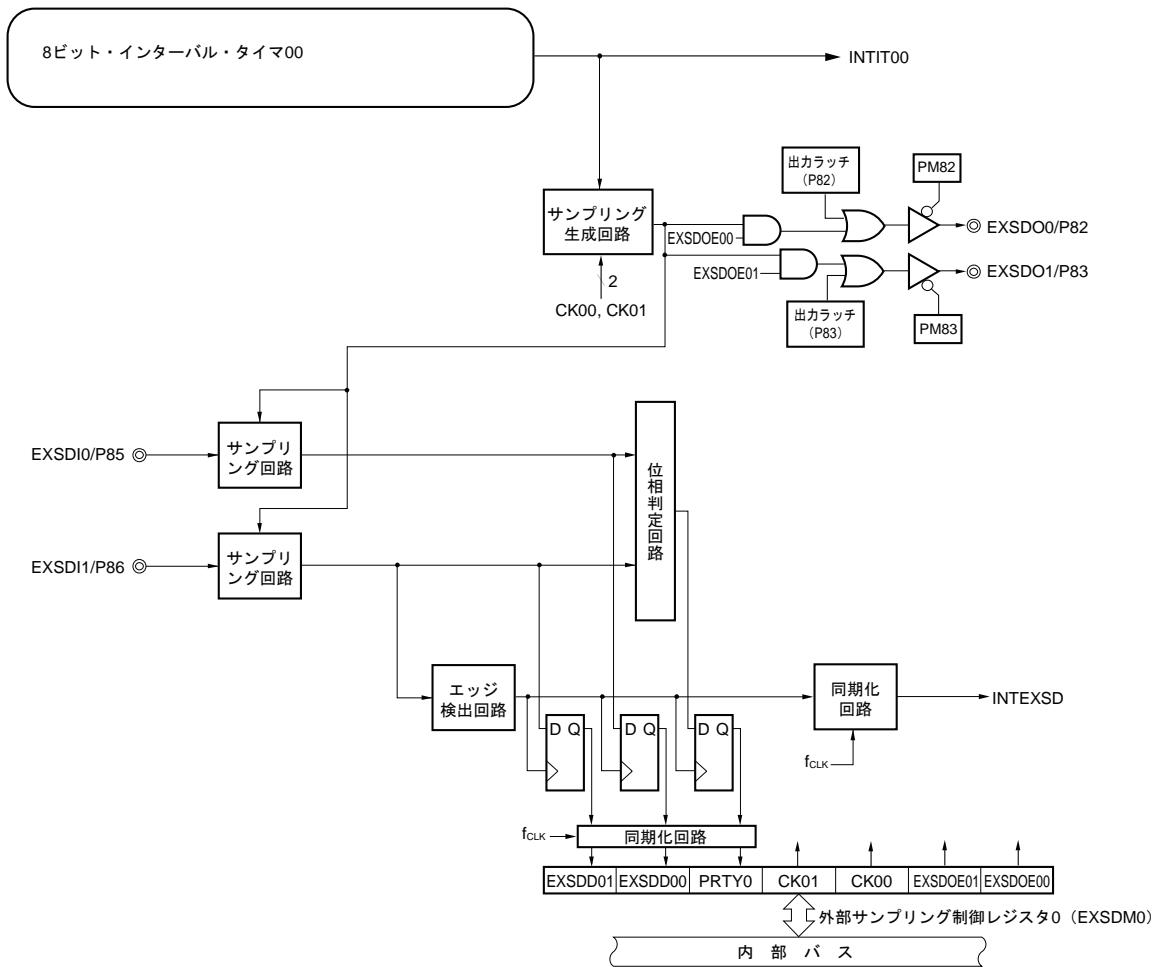 8ビット・インターバル・タイマ00
INTIT00
出力ラッチ
（P82）
PM82
サンプリング
生成回路
EXSDOE00
EXSDO0/P82
EXSDOE01
EXSDO1/P83
2
CK00, CK01
出力ラッチ
（P83）
PM83
EXSDI0/P85
サンプリ
ング回路
位相判定回路
EXSDI1/P86
サンプリ
ング回路
エッジ
検出回路
同期化
回路
INTEXSD
D Q
D Q
D Q
fCLK
fCLK
同期化回路
EXSDD01 EXSDD00 PRTY0 CK01 CK00 EXSDOE01 EXSDOE00
外部サンプリング制御レジスタ0（EXSDM0）
内 部 バ ス